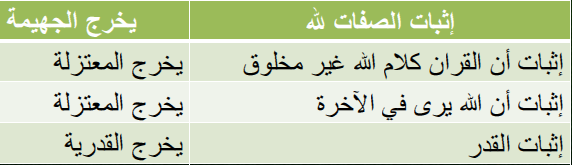 إثبات الصفات لله يخرج الجهيمة
إثبات أن القران كلام الله غير مخلوق يخرج المعتزلة
إثبات أن الله يرى في الآخرة يخرج المعتزلة
إثبات القدر يخرج القدرية